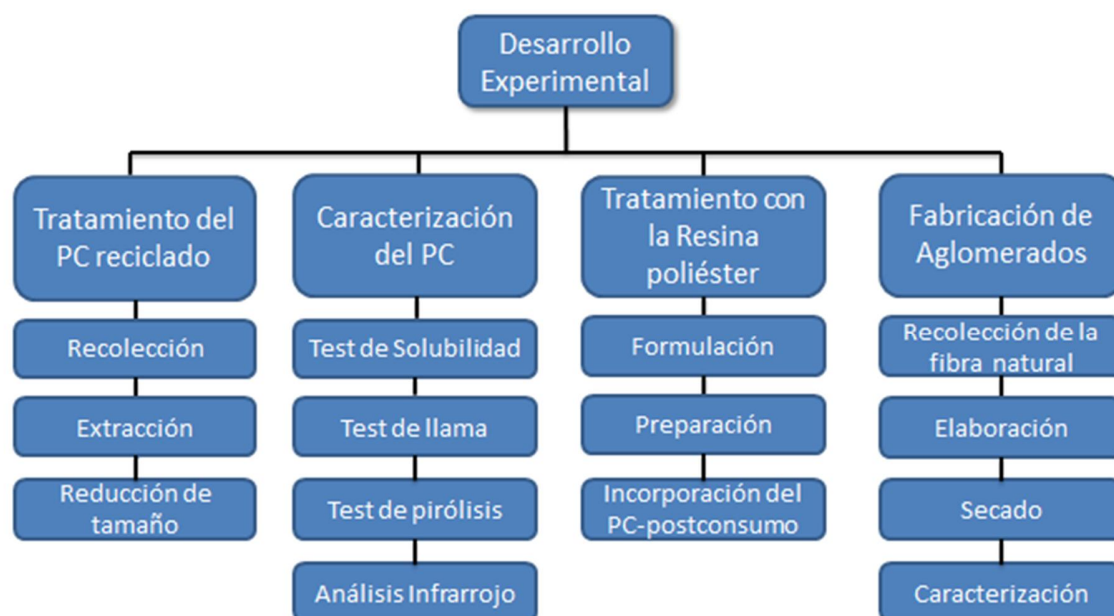 Desarrollo
Experimental
Tratamiento del
PC reciclado
Recolección
Extracción
Reducción de
tamaño
Caracterización
del PC
Test de Solubilidad
Test de llama
Test de pirólisis
Análisis Infrarrojo
Tratamiento con
la Resina
poliéster
Formulación
Preparación
Incorporación del
PC-postconsumo
Fabricación de
Aglomerados
Recolección de la
fibra natural
Elaboración
Secado
Caracterización